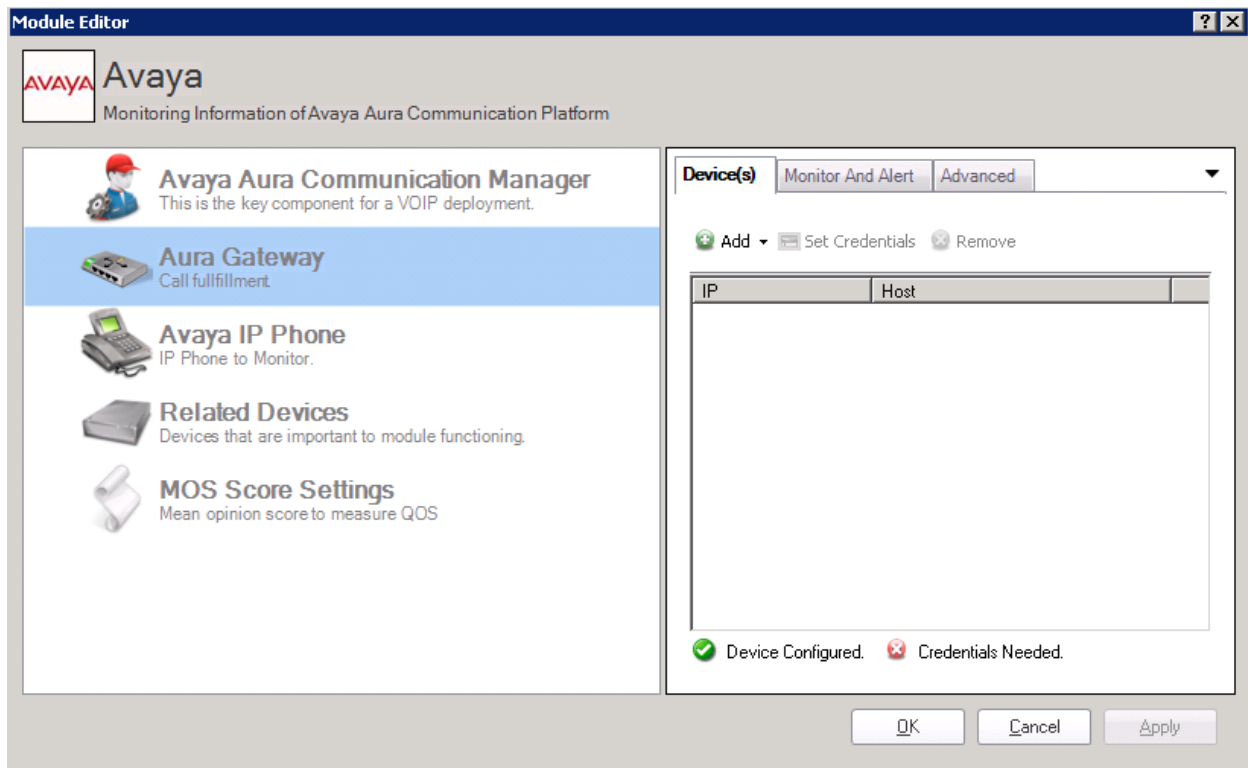 Module Editor
AVAYA
Avaya
Monitoring Information of Avaya Aura Communication Platform
Avaya Aura Communication Manager
This is the key component for a VOIP deployment.
Aura Gateway
Call fullfillment.
Avaya IP Phone
IP Phone to Monitor.
Related Devices
Devices that are important to module functioning.
MOS Score Settings
Mean opinion score to measure QOS
Device(s) Monitor And Alert Advanced
Add Set Credentials Remove
IP Host
Device Configured. Credentials Needed.
OK Cancel Apply